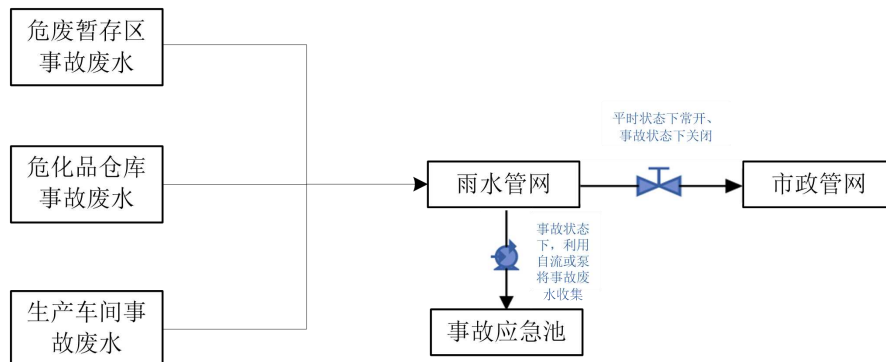 危废暂存区
事故废水
平时状态下常开、
事故状态下关闭
危化品仓库
事故废水
雨水管网
市政管网
事故状态
下，利用
自流或泵
将事故废
水收集
生产车间事
故废水
事故应急池